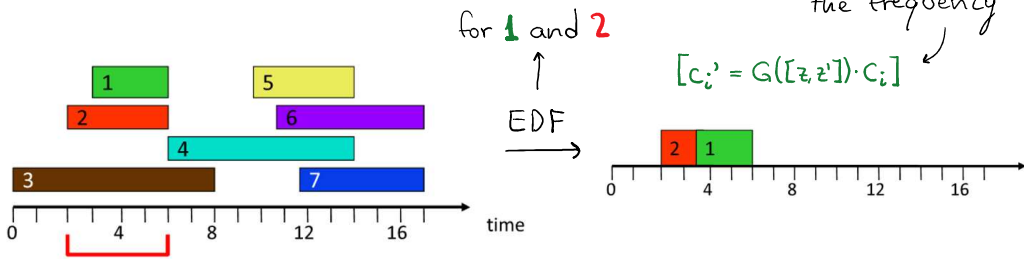 the frequency
for 1 and 2
[Ci' = G([z,z'])·Ci]
EDF
1
5
2
6
4
3
7
2 1
0 4 8 12 16
time
0 4 8 12 16